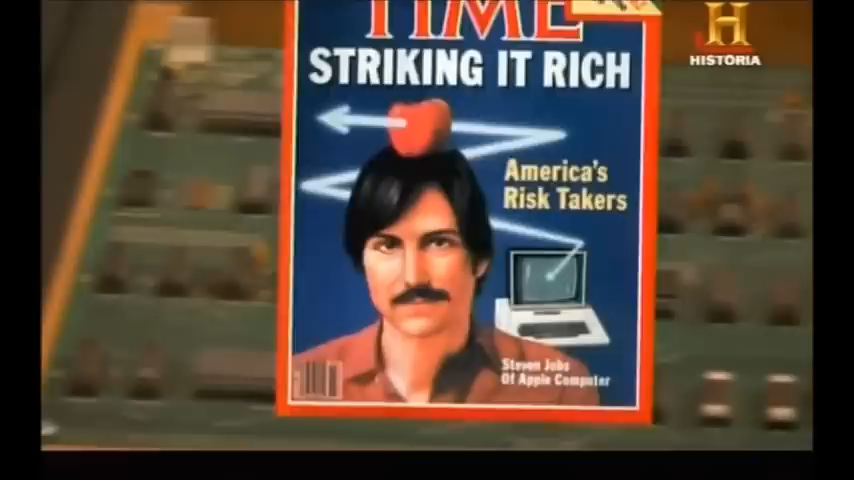 TIME
STRIKING IT RICH
America's
Risk Takers
Steven Jobs
Of Apple Computer
H
HISTORIA